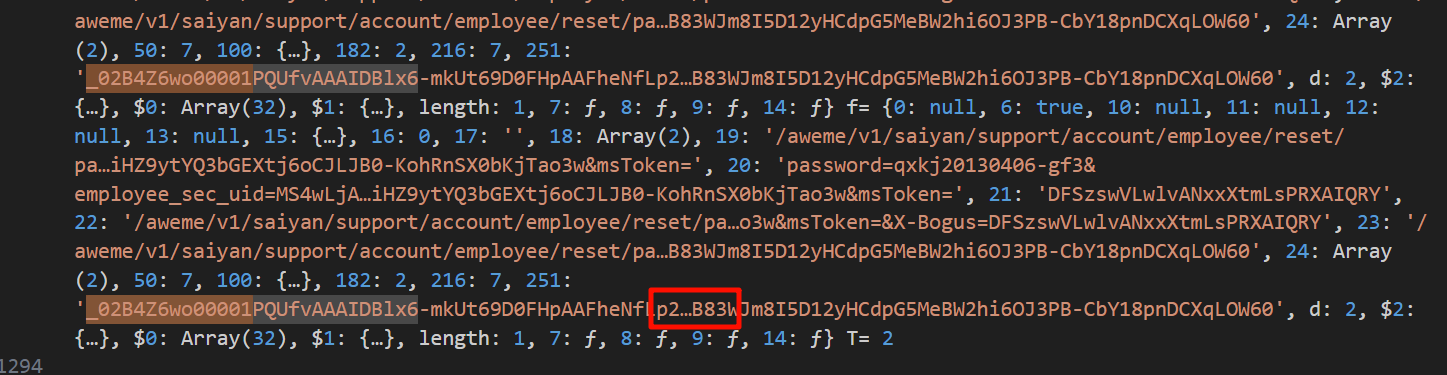 aweme/v1/saiyan/support/account/employee/reset/pa…B83WJm8I5D12yHCdpG5MeBW2hi6OJ3PB-CbY18pnDCXqLOW60', 24: Array
(2), 50: 7, 100: {…}, 182: 2, 216: 7, 251:
'_02B4Z6wo00001PQUfvAAAIDBlx6-mkUt69D0FHpAAFheNfLp2…B83WJm8I5D12yHCdpG5MeBW2hi6OJ3PB-CbY18pnDCXqLOW60', d: 2, $2:
{…}, $0: Array(32), $1: {…}, length: 1, 7: ƒ, 8: ƒ, 9: ƒ, 14: ƒ} f= {0: null, 6: true, 10: null, 11: null, 12:
null, 13: null, 15: {…}, 16: 0, 17: '', 18: Array(2), 19: '/aweme/v1/saiyan/support/account/employee/reset/
pa…iHZ9ytYQ3bGEXtj6oCJLJB0-KohRnSX0bKjTao3w&msToken=', 20: 'password=qxkj20130406-gf3&
employee_sec_uid=MS4wLjA…iHZ9ytYQ3bGEXtj6oCJLJB0-KohRnSX0bKjTao3w&msToken=', 21: 'DFSzswVLwlvANxxXtmLsPRXAIQRY',
22: '/aweme/v1/saiyan/support/account/employee/reset/pa…o3w&msToken=&X-Bogus=DFSzswVLwlvANxxXtmLsPRXAIQRY', 23: '/
aweme/v1/saiyan/support/account/employee/reset/pa…B83WJm8I5D12yHCdpG5MeBW2hi6OJ3PB-CbY18pnDCXqLOW60', 24: Array
(2), 50: 7, 100: {…}, 182: 2, 216: 7, 251:
'_02B4Z6wo00001PQUfvAAAIDBlx6-mkUt69D0FHpAAFheNfLp2…B83WJm8I5D12yHCdpG5MeBW2hi6OJ3PB-CbY18pnDCXqLOW60', d: 2, $2:
{…}, $0: Array(32), $1: {…}, length: 1, 7: ƒ, 8: ƒ, 9: ƒ, 14: ƒ} T= 2
1294